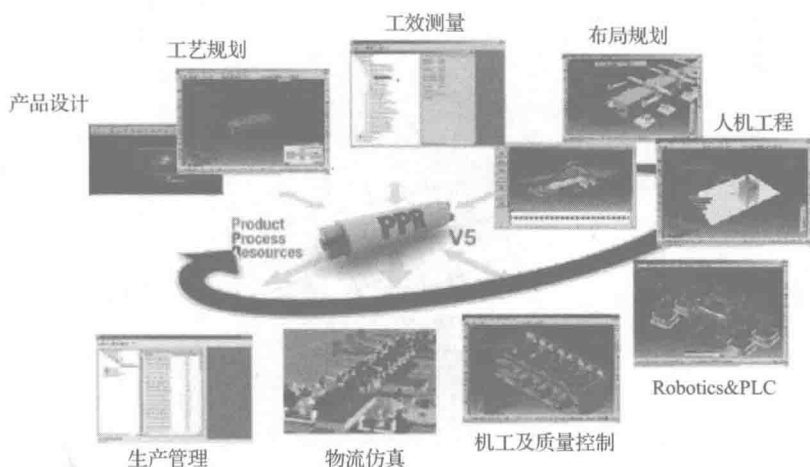 工效测量
布局规划
工艺规划
产品设计
人机工程
Product
Process
Resources
PPR
V5
Robotics&PLC
机工及质量控制
生产管理
物流仿真